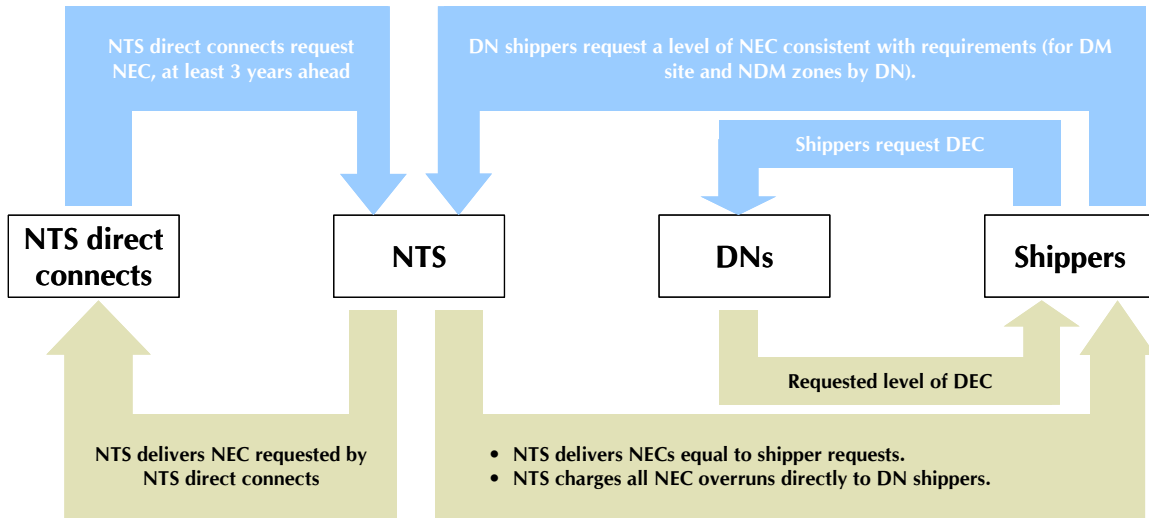 NTS direct connects request
NEC, at least 3 years ahead
DN shippers request a level of NEC consistent with requirements (for DM
site and NDM zones by DN).
Shippers request DEC
NTS direct
connects
NTS
DNs
Shippers
Requested level of DEC
NTS delivers NEC requested by
NTS direct connects
• NTS delivers NECs equal to shipper requests.
• NTS charges all NEC overruns directly to DN shippers.